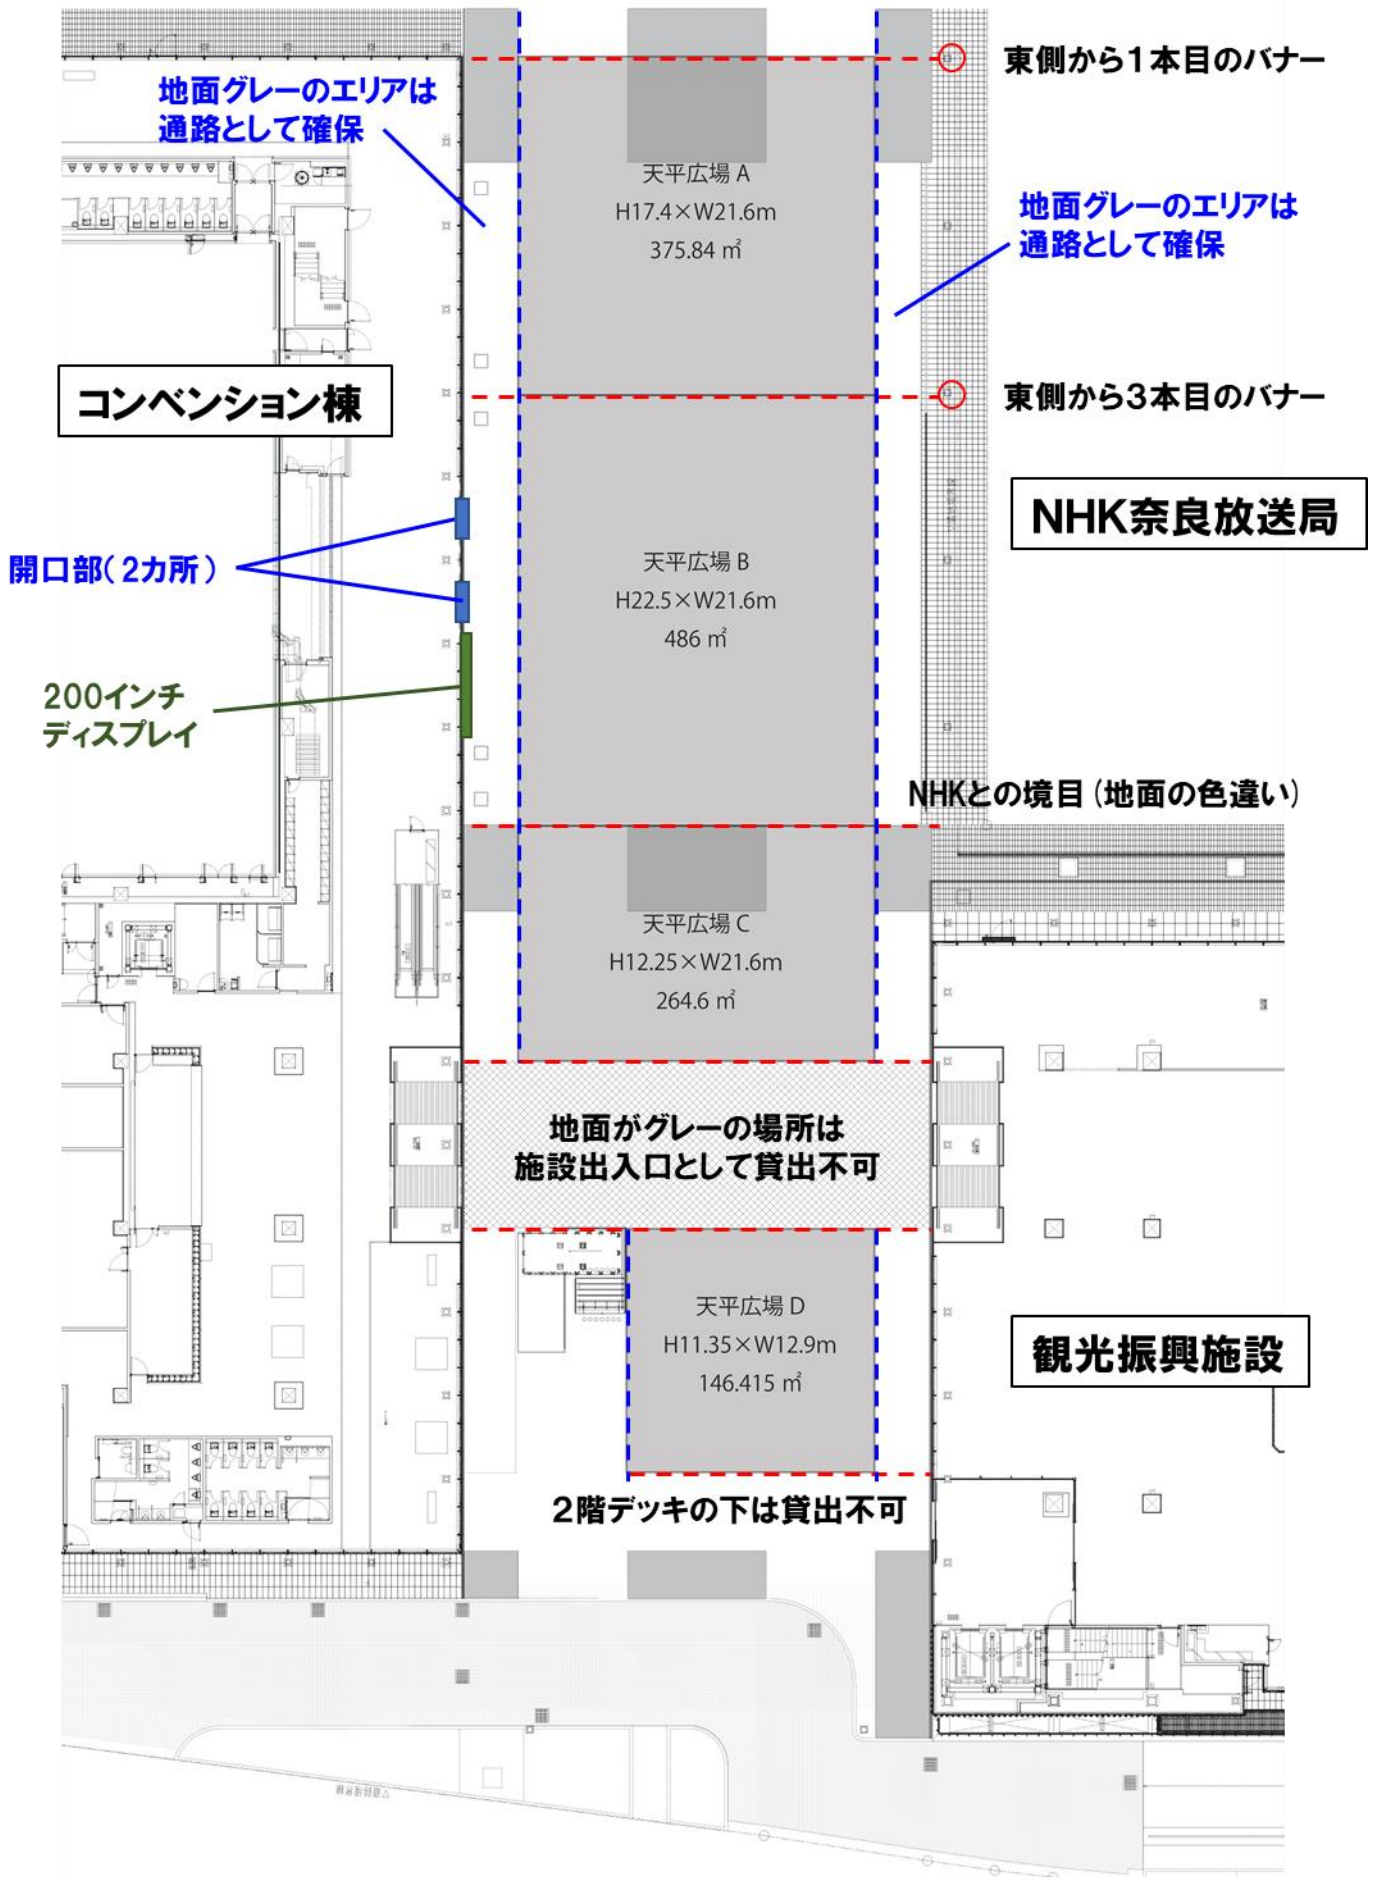 東側から1本目のバナー
地面グレーのエリアは
通路として確保
天平広場 A
H17.4×W21.6m
375.84 ㎡
地面グレーのエリアは
通路として確保
コンベンション棟
東側から3本目のバナー
NHK奈良放送局
開口部(2カ所)
天平広場 B
H22.5×W21.6m
486 ㎡
200インチ
ディスプレイ
NHKとの境目(地面の色違い)
天平広場 C
H12.25×W21.6m
264.6 ㎡
地面がグレーの場所は
施設出入口として貸出不可
天平広場 D
H11.35×W12.9m
146.415 ㎡
観光振興施設
2階デッキの下は貸出不可